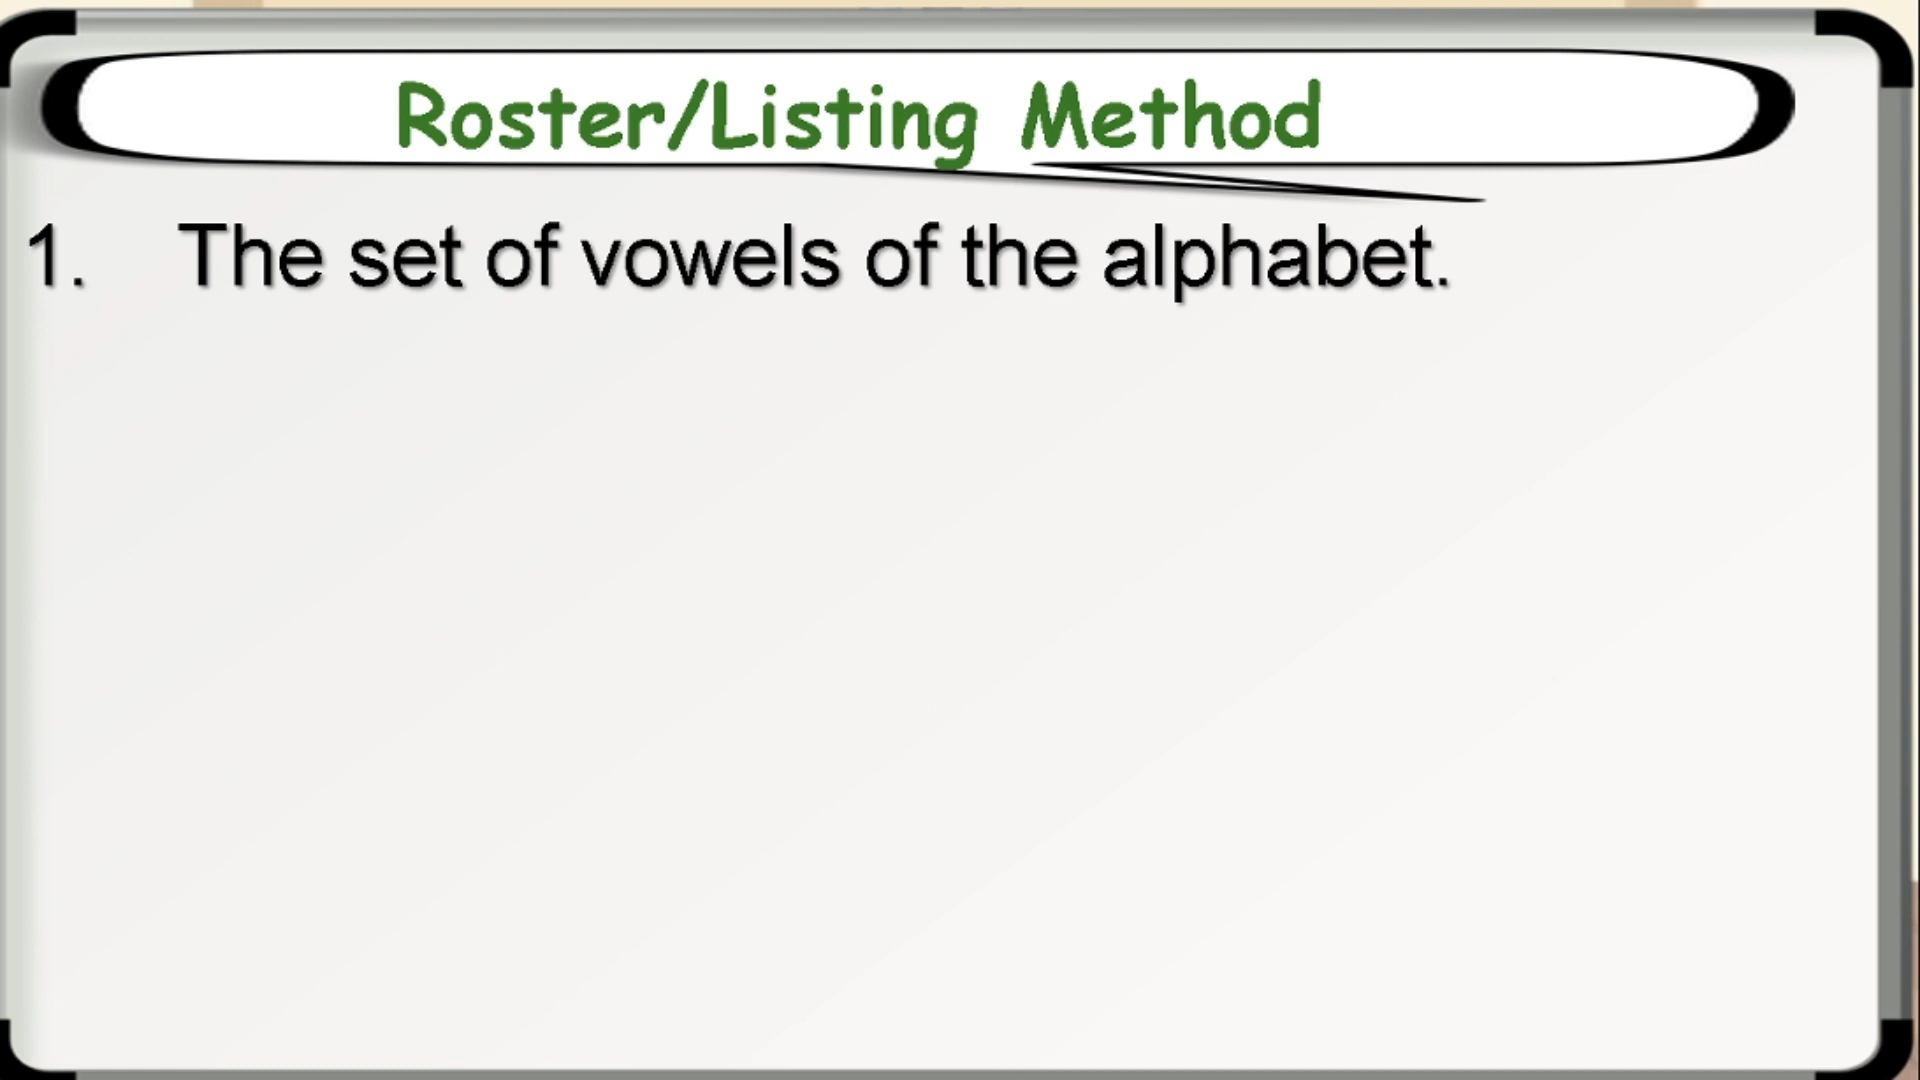 Roster/Listing Method
1. The set of vowels of the alphabet.